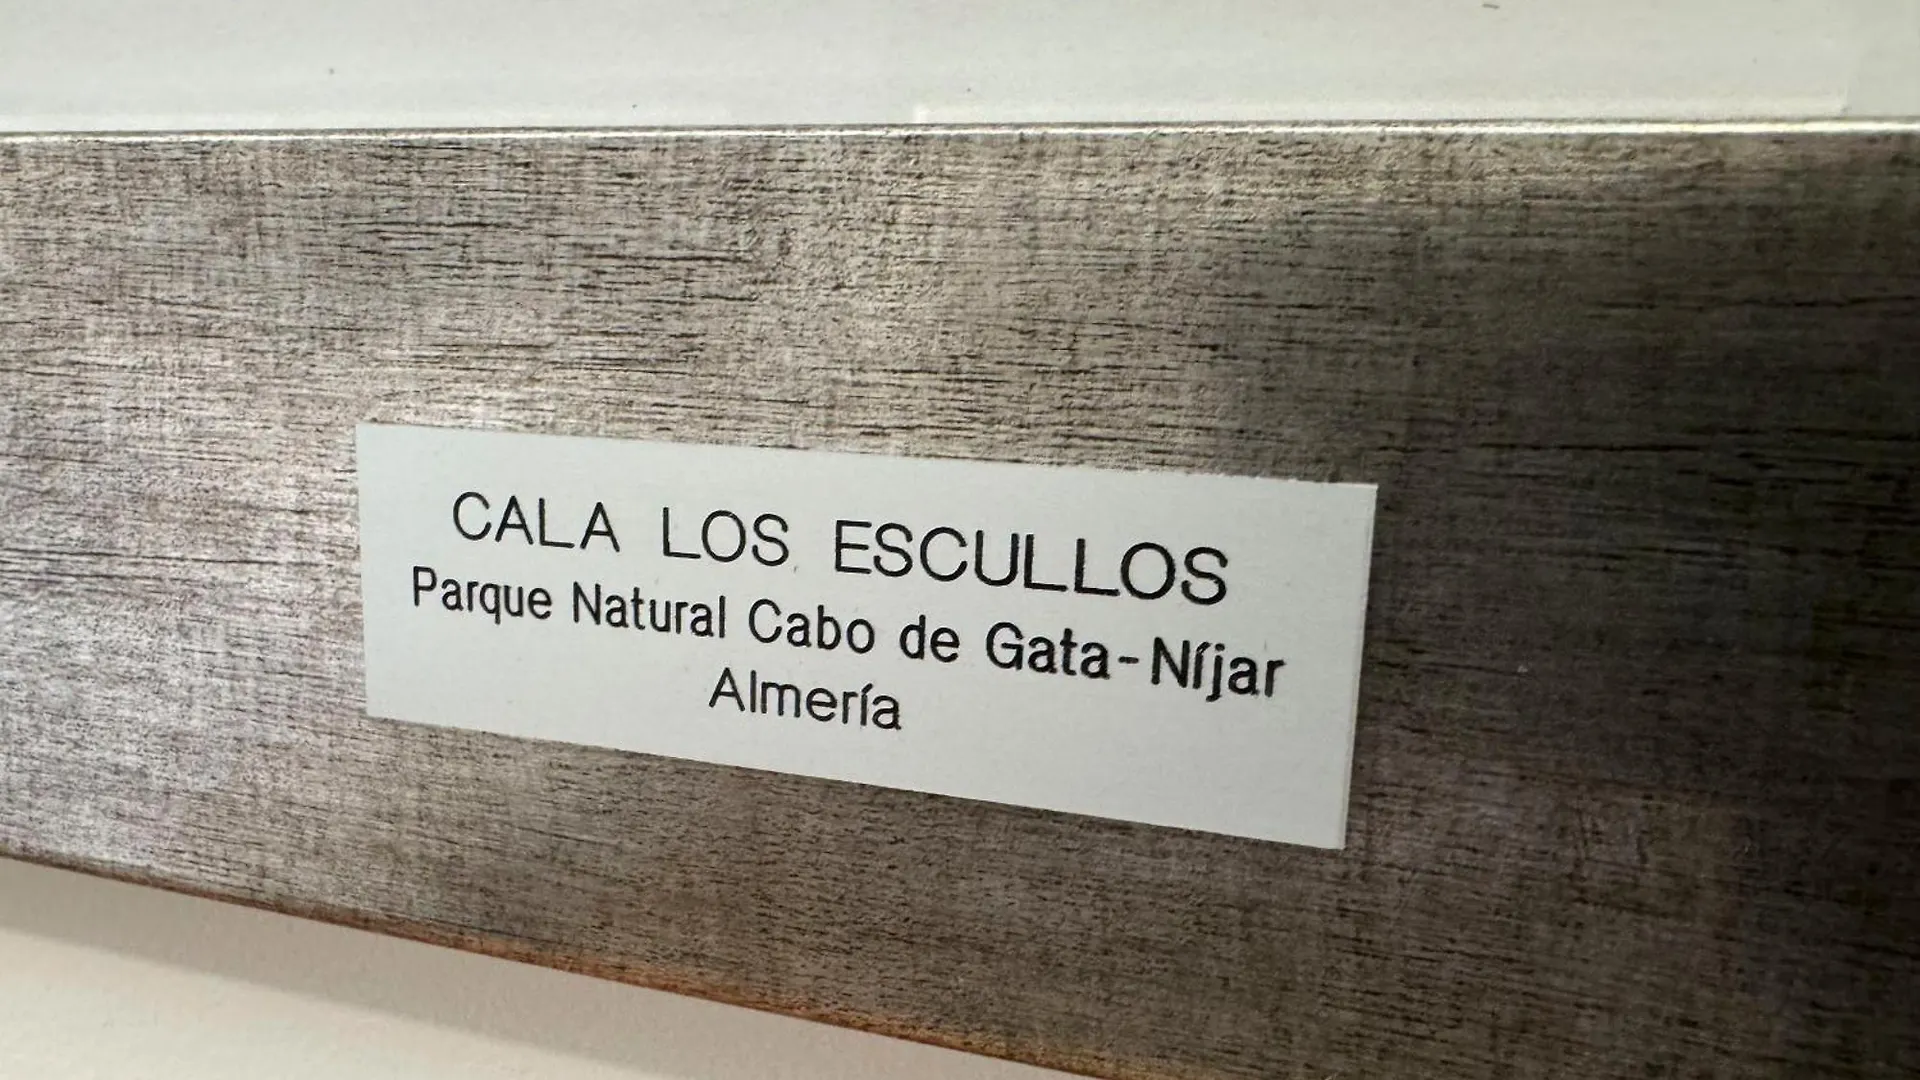 CALA LOS ESCULLOS
Parque Natural Cabo de Gata-Níjar
Almería